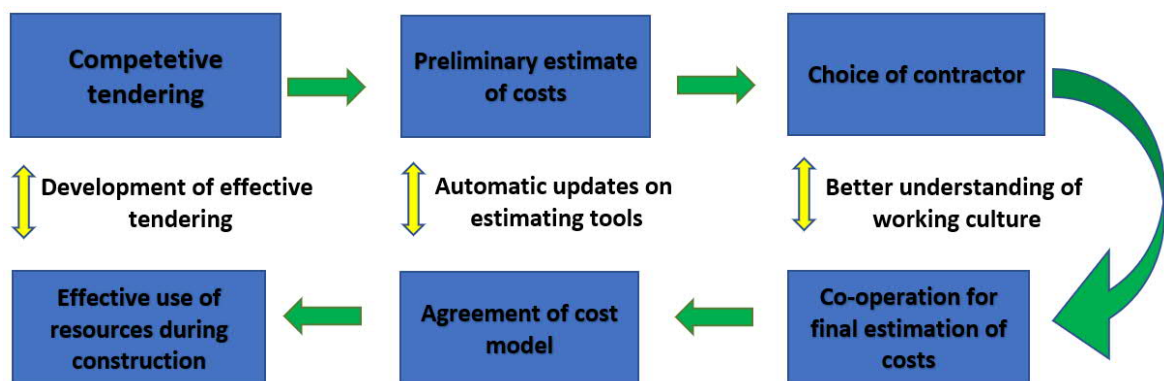 Competetive
tendering
Preliminary estimate
of costs
Choice of contractor
Development of effective
tendering
Automatic updates on
estimating tools
Better understanding of
working culture
Effective use of
resources during
construction
Agreement of cost
model
Co-operation for
final estimation of
costs